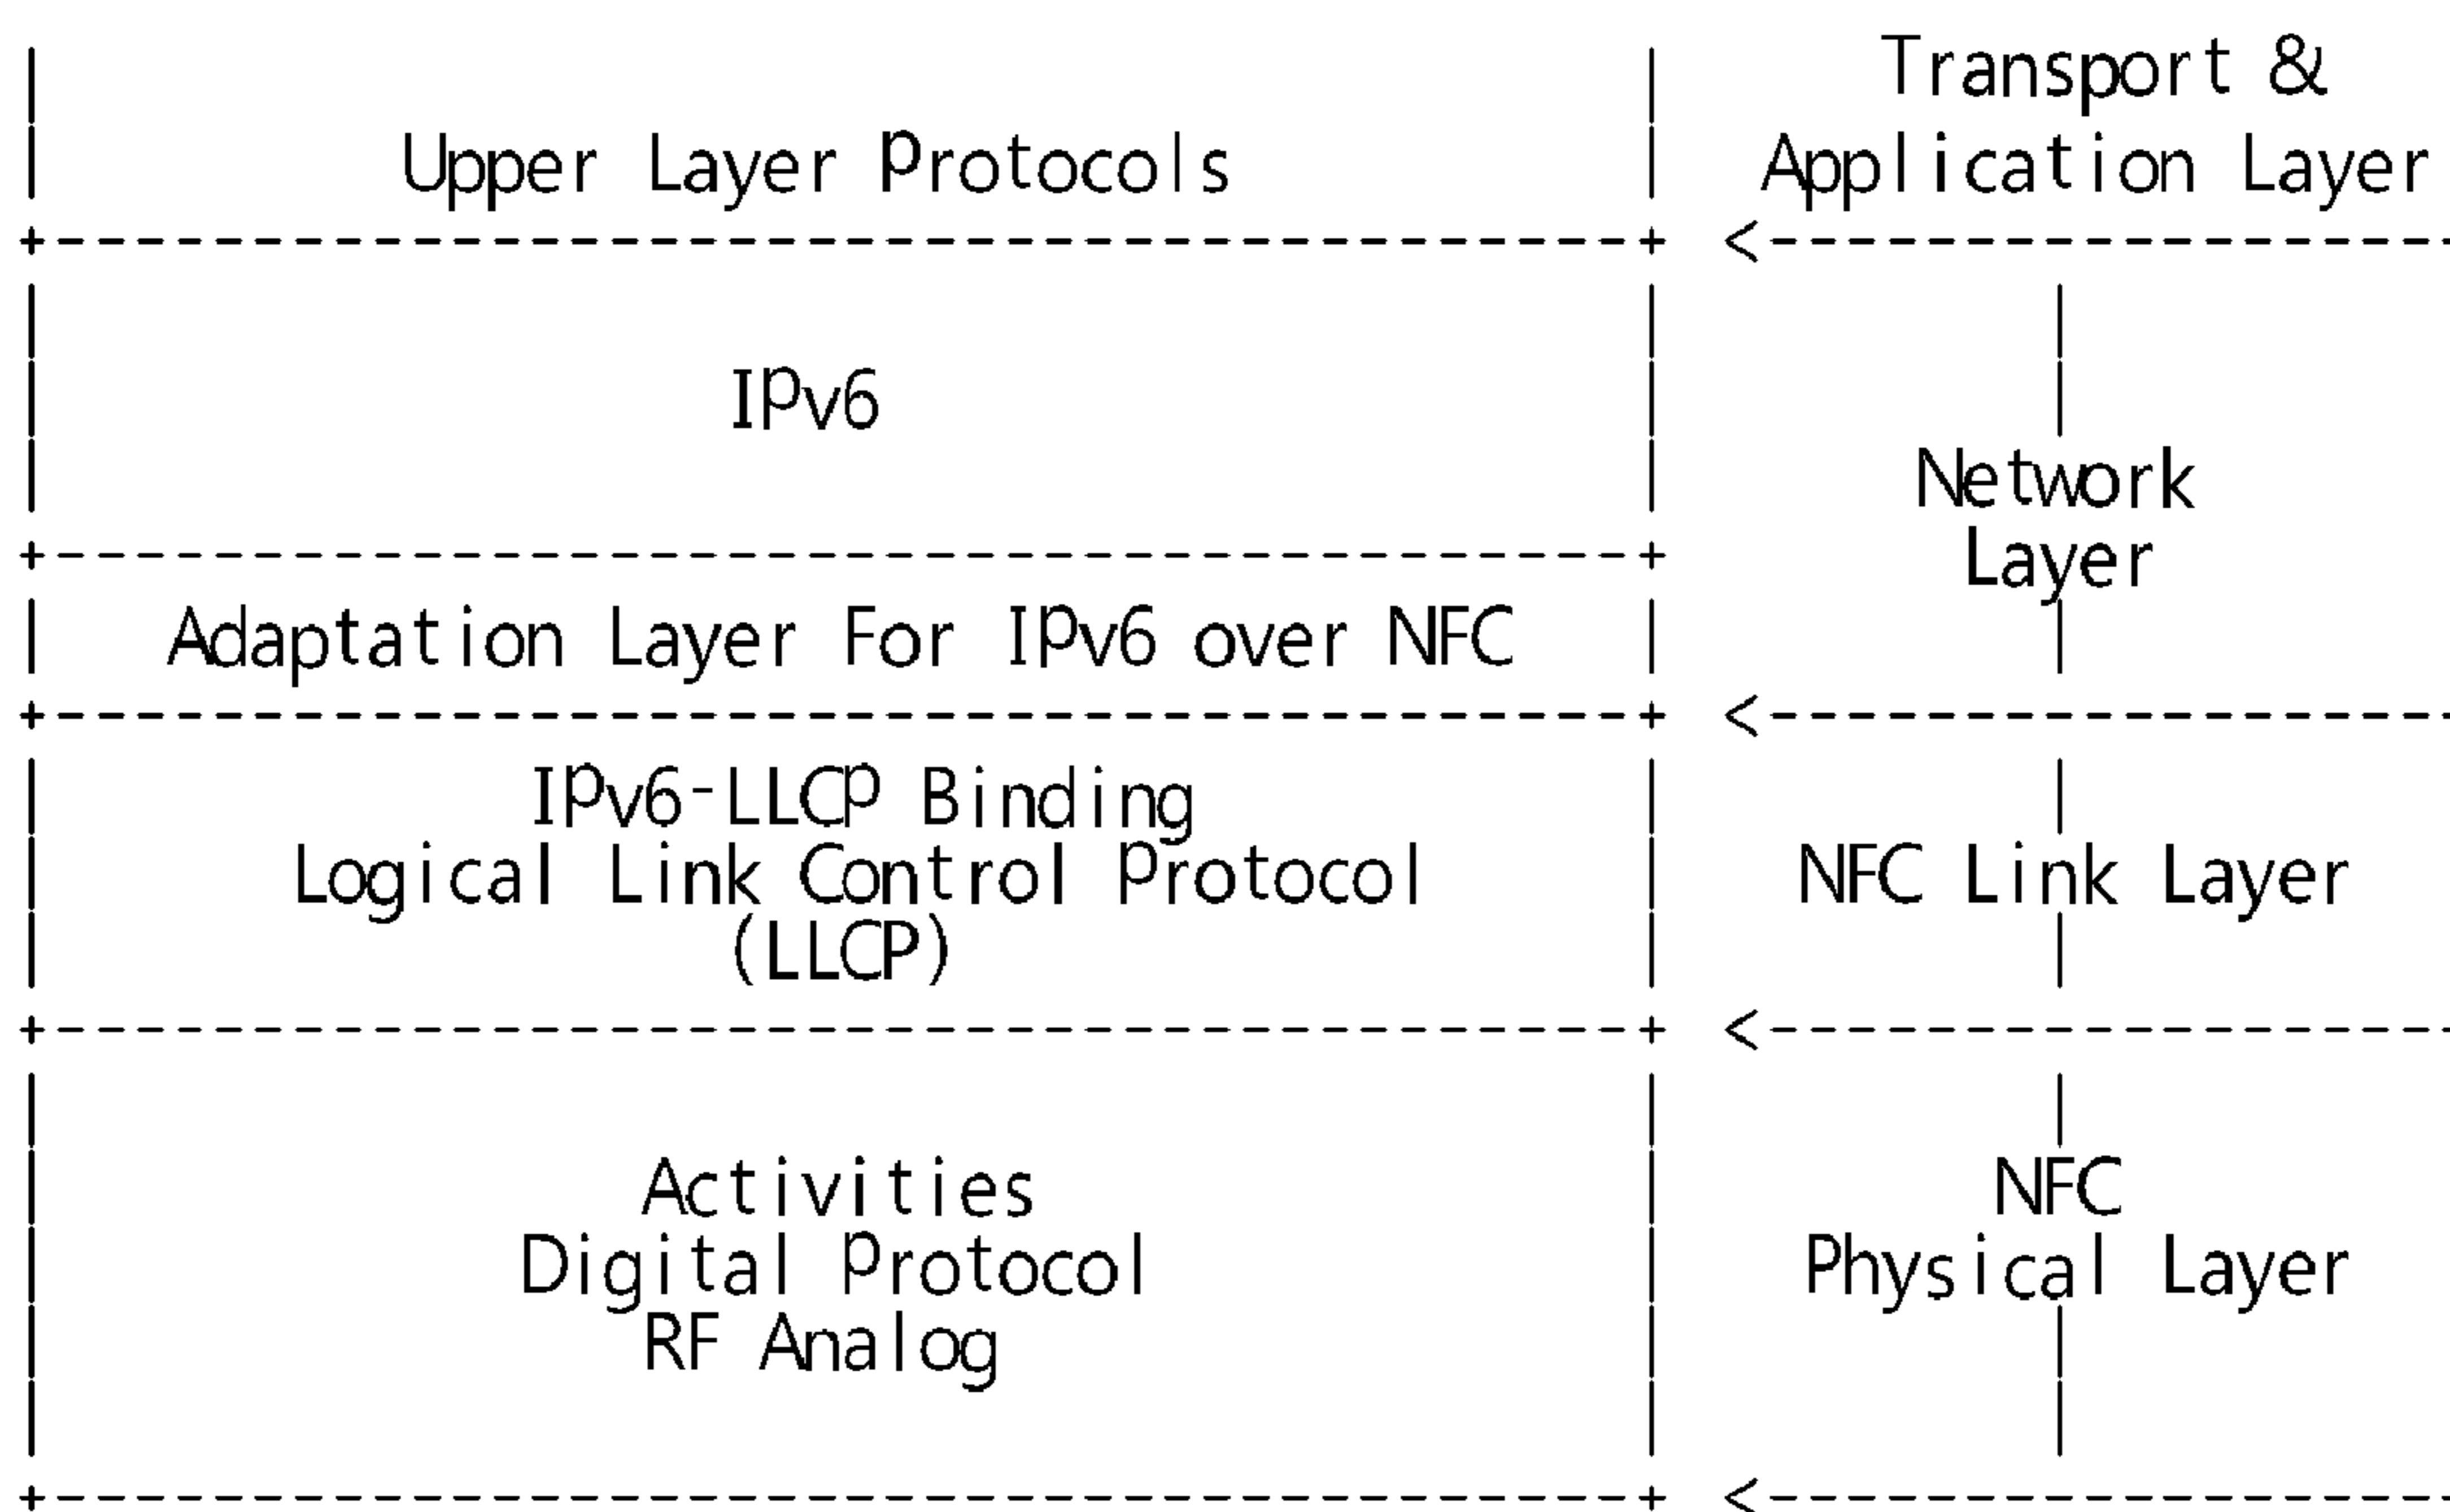 Transport &
Upper Layer Protocols Application Layer
IPv6
Network
Layer
Adaptation Layer For IPv6 over NFC
IPv6-LLCP Binding
Logical Link Control Protocol NFC Link Layer
(LLCP)
Activities NFC
Digital Protocol Physical Layer
RF Analog